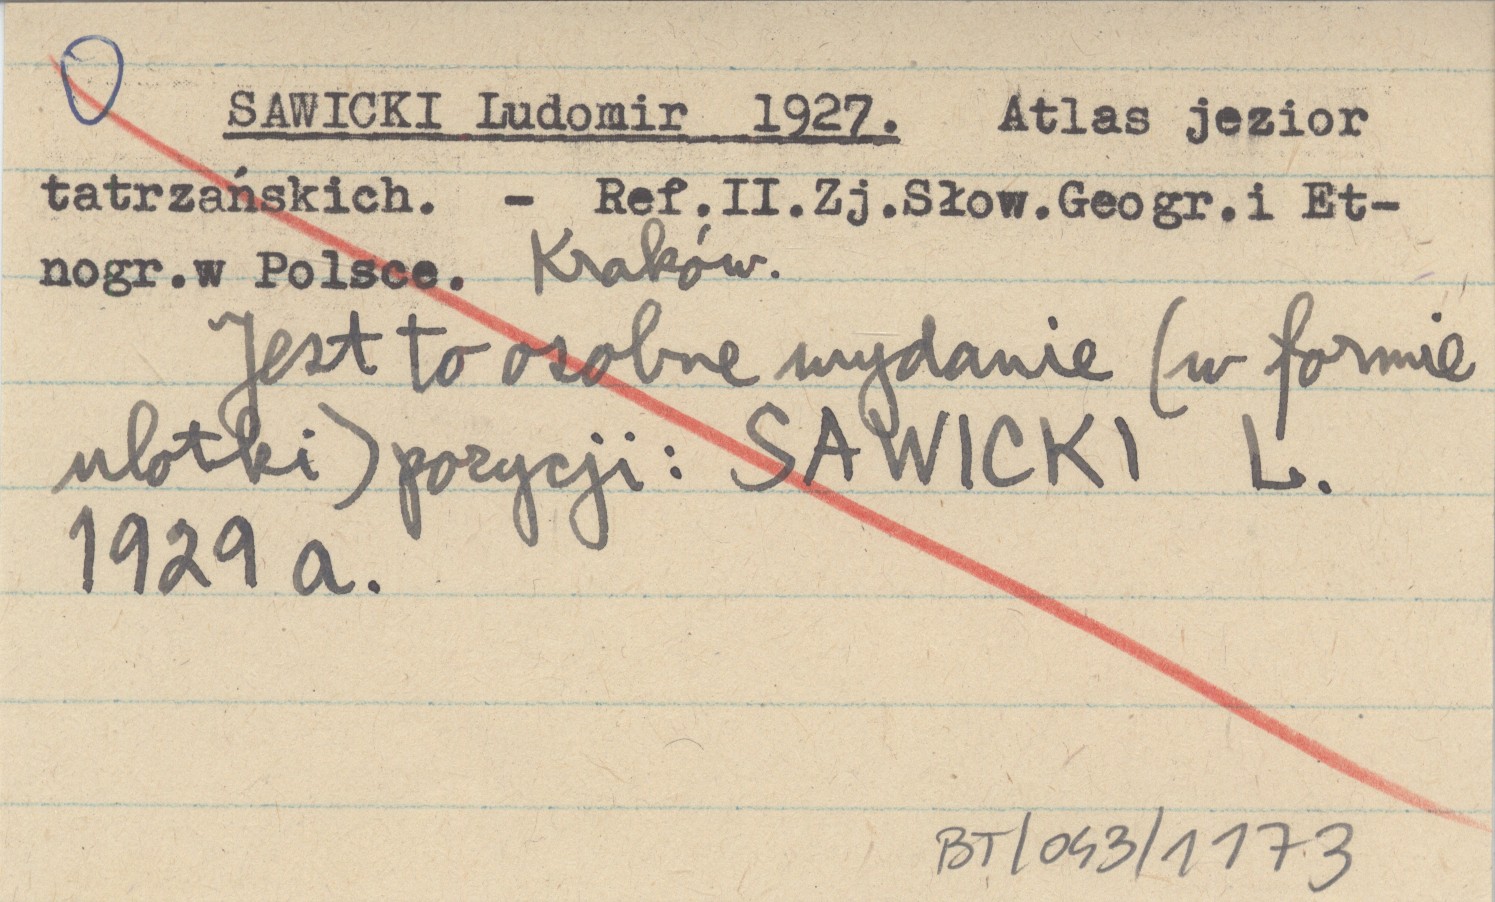 SAWICKI Ludomir 1927. Atlas jezior
tatrzańskich. - Ref.II.Zj.Słow.Geogr.i Et-
nogr.w Polsce. Kraków.
Jest to osobne wydanie (w formie
ulotki) pozycji: SAWICKI L.
1929 a.
BT/043/1173